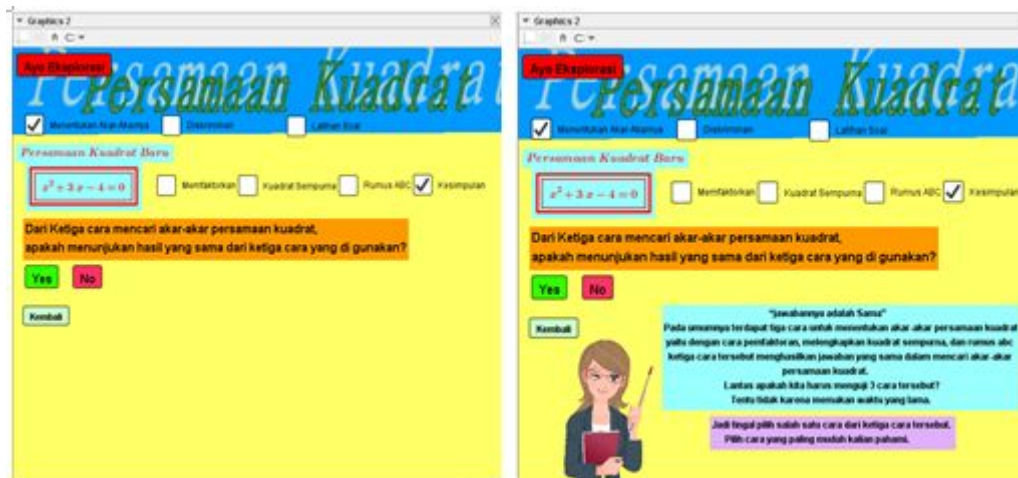 Graphics 2
Ayo Eksplorasi
Persamaan Kuadrat
Persamaan Kuadrat
Menentukan Akar-Akarnya
Diskriminan
Latihan Soal
Persamaan Kuadrat Baru
x² + 3 x − 4 = 0
Memfaktorkan
Kuadrat Sempurna
Rumus ABC
Kesimpulan
Dari Ketiga cara mencari akar-akar persamaan kuadrat,
apakah menunjukan hasil yang sama dari ketiga cara yang di gunakan?
Yes
No
Kembali
Graphics 2
Ayo Eksplorasi
Persamaan Kuadrat
Persamaan Kuadrat
Menentukan Akar-Akarnya
Diskriminan
Latihan Soal
Persamaan Kuadrat Baru
x² + 3 x − 4 = 0
Memfaktorkan
Kuadrat Sempurna
Rumus ABC
Kesimpulan
Dari Ketiga cara mencari akar-akar persamaan kuadrat,
apakah menunjukan hasil yang sama dari ketiga cara yang di gunakan?
Yes
No
Kembali
"jawabannya adalah Sama"
Pada umumnya terdapat tiga cara untuk menentukan akar-akar persamaan kuadrat
yaitu dengan cara pemfaktoran, melengkapkan kuadrat sempurna, dan rumus abc
ketiga cara tersebut menghasilkan jawaban yang sama dalam mencari akar-akar
persamaan kuadrat.
Lantas apakah kita harus menguji 3 cara tersebut?
Tentu tidak karena memakan waktu yang lama.
Jadi tingal pilih salah satu cara dari ketiga cara tersebut.
Pilih cara yang paling mudah kalian pahami.